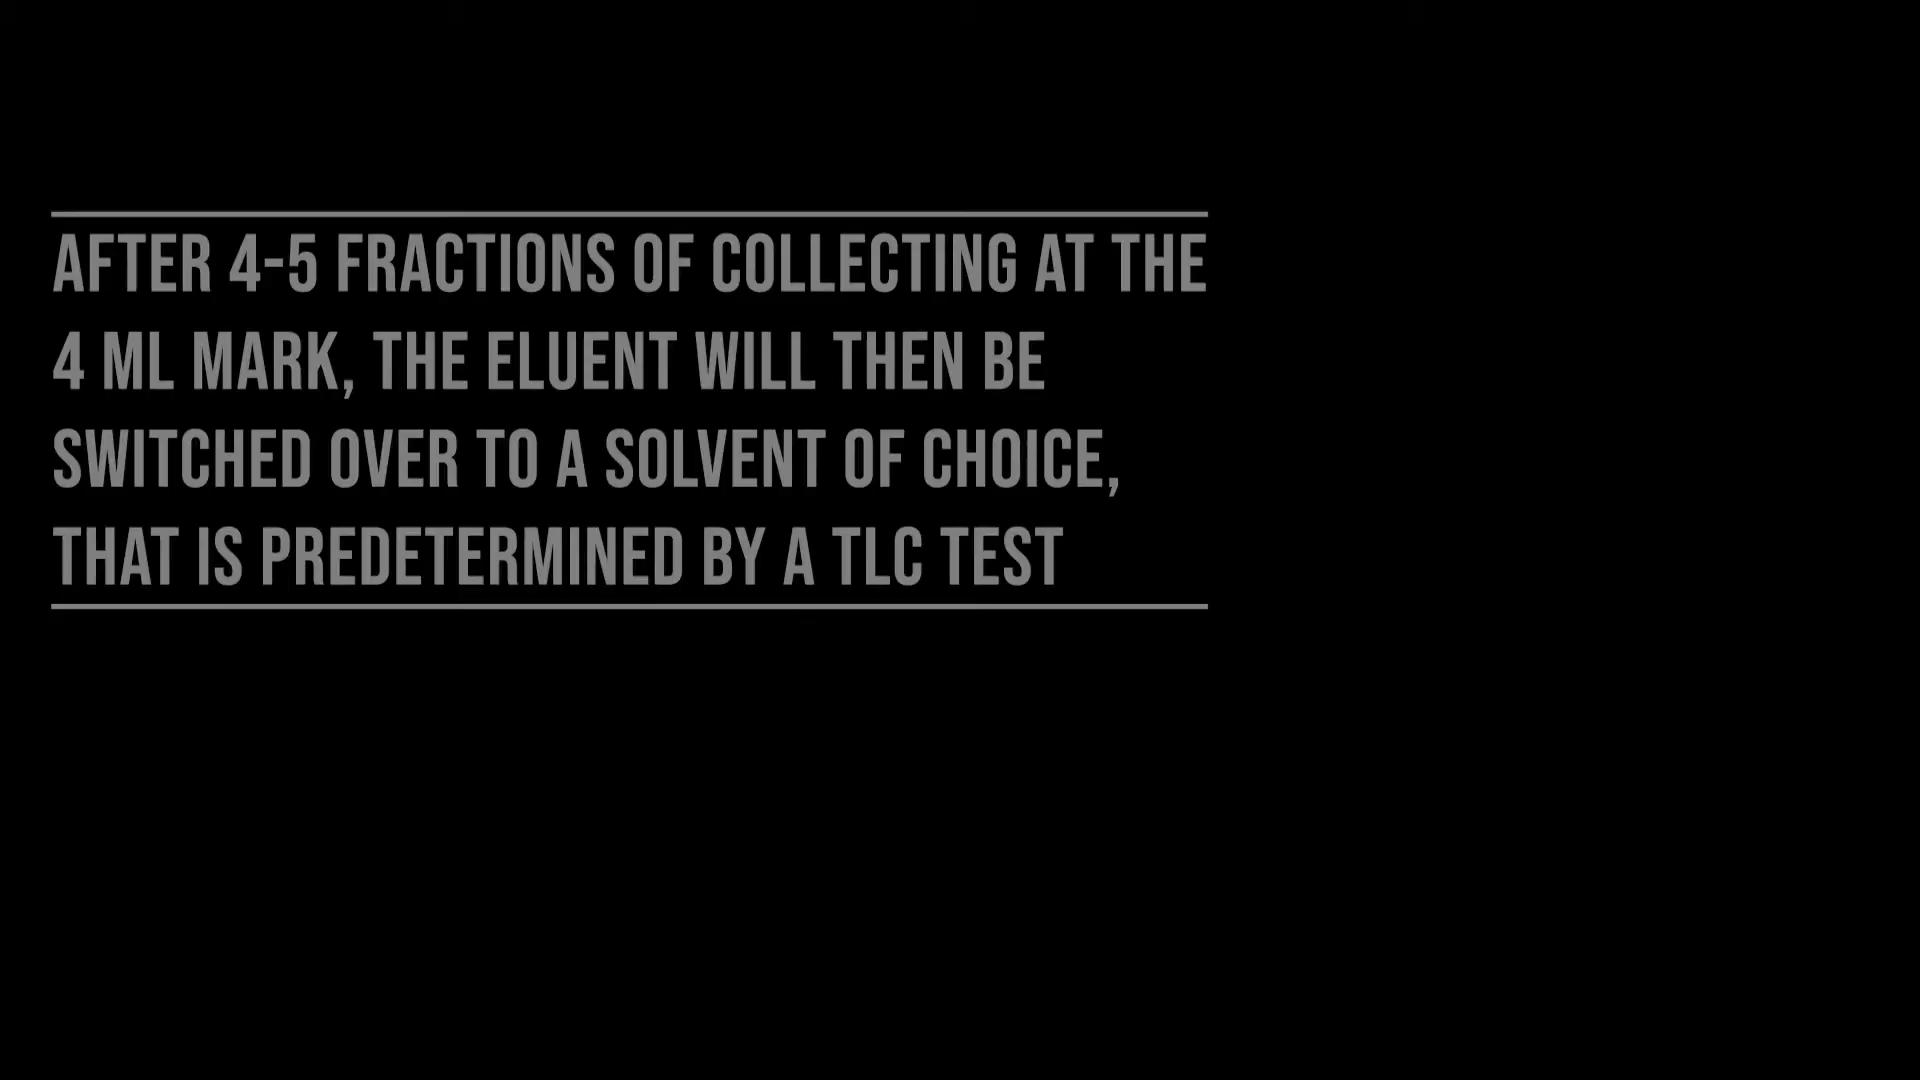 AFTER 4-5 FRACTIONS OF COLLECTING AT THE
4 ML MARK, THE ELUENT WILL THEN BE
SWITCHED OVER TO A SOLVENT OF CHOICE,
THAT IS PREDETERMINED BY A TLC TEST